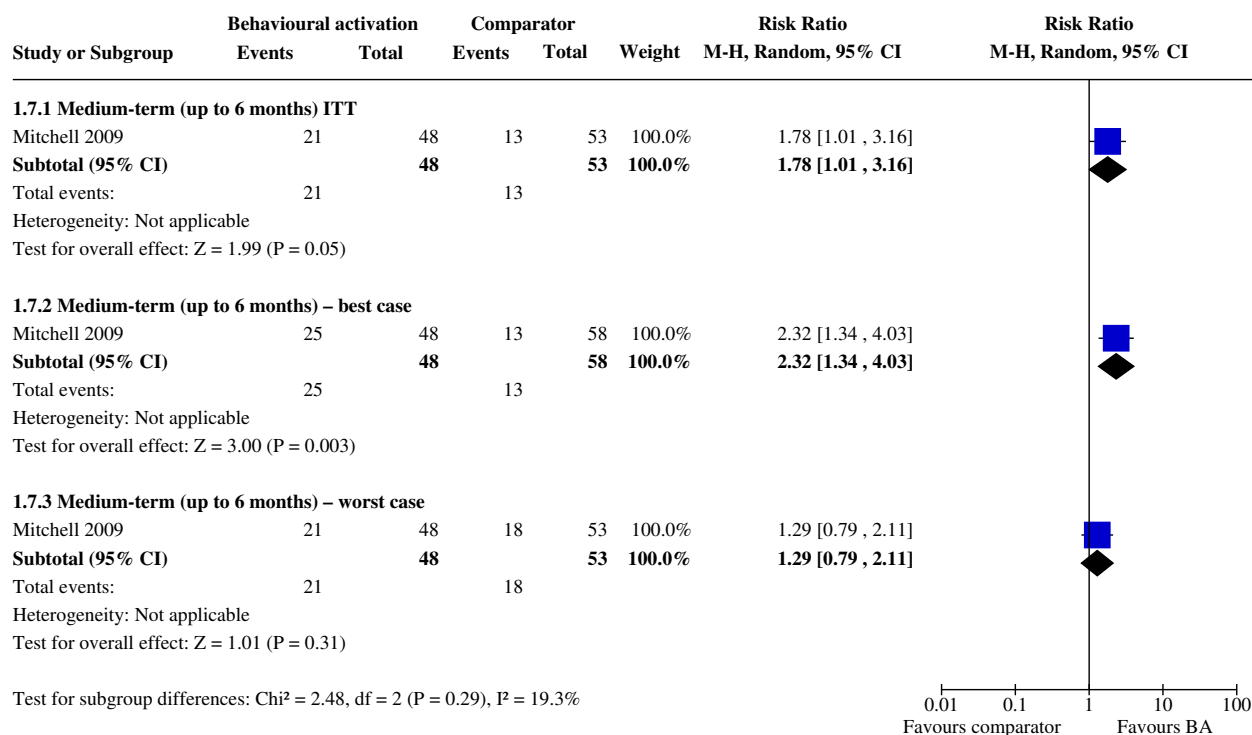 Behavioural activation Comparator Risk Ratio Risk Ratio
Study or Subgroup Events Total Events Total Weight M-H, Random, 95% CI M-H, Random, 95% CI
1.7.1 Medium-term (up to 6 months) ITT
Mitchell 2009 21 48 13 53 100.0% 1.78 [1.01 , 3.16]
Subtotal (95% CI) 48 53 100.0% 1.78 [1.01 , 3.16]
Total events: 21 13
Heterogeneity: Not applicable
Test for overall effect: Z = 1.99 (P = 0.05)
1.7.2 Medium-term (up to 6 months) – best case
Mitchell 2009 25 48 13 58 100.0% 2.32 [1.34 , 4.03]
Subtotal (95% CI) 48 58 100.0% 2.32 [1.34 , 4.03]
Total events: 25 13
Heterogeneity: Not applicable
Test for overall effect: Z = 3.00 (P = 0.003)
1.7.3 Medium-term (up to 6 months) – worst case
Mitchell 2009 21 48 18 53 100.0% 1.29 [0.79 , 2.11]
Subtotal (95% CI) 48 53 100.0% 1.29 [0.79 , 2.11]
Total events: 21 18
Heterogeneity: Not applicable
Test for overall effect: Z = 1.01 (P = 0.31)
Test for subgroup differences: Chi² = 2.48, df = 2 (P = 0.29), I² = 19.3%
0.01 0.1 1 10 100
Favours comparator Favours BA